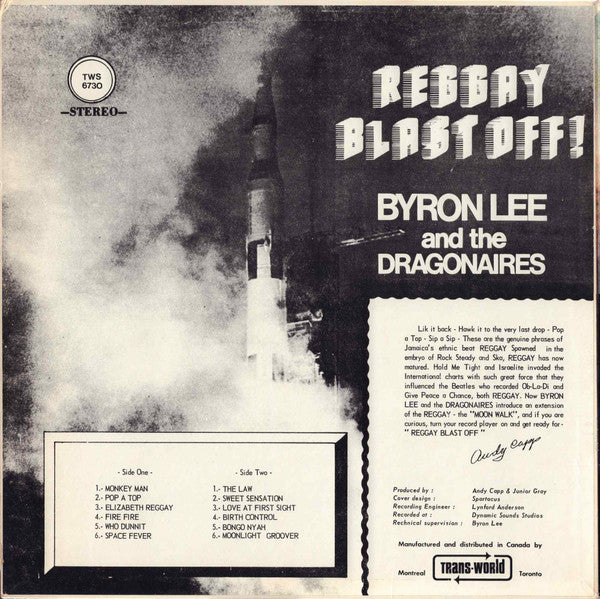 TWS
6730
-STEREO-
REGGAY
BLAST OFF!
BYRON LEE
and the
DRAGONAIRES
Lik it back - Hawk it to the very last drop - Pop
a Top - Sip a Sip - These are the genuine phrases of
Jamaica's ethnic beat REGGAY Spawned in the
embryo of Rock Steady and Ska, REGGAY has now
matured. Hold Me Tight and Israelite invaded the
International charts with such great force that they
influenced the Beatles who recorded Ob-La-Di and
Give Peace a Chance, both REGGAY. Now BYRON
LEE and the DRAGONAIRES introduce an extension
of the REGGAY - the "MOON WALK", and if you are
curious, turn your record player on and get ready for-
" REGGAY BLAST OFF "
Andy Capp
- Side One -
1.- MONKEY MAN
2.- POP A TOP
3.- ELIZABETH REGGAY
4.- FIRE FIRE
5.- WHO DUNNIT
6.- SPACE FEVER
- Side Two -
1.- THE LAW
2.- SWEET SENSATION
3.- LOVE AT FIRST SIGHT
4.- BIRTH CONTROL
5.- BONGO NYAH
6.- MOONLIGHT GROOVER
Produced by : Andy Capp & Junior Gray
Cover design : Spartacus
Recording Engineer : Lynford Anderson
Recorded at : Dynamic Sounds Studios
Rechnical supervision : Byron Lee
Manufactured and distributed in Canada by
Montreal TRANS-WORLD Toronto